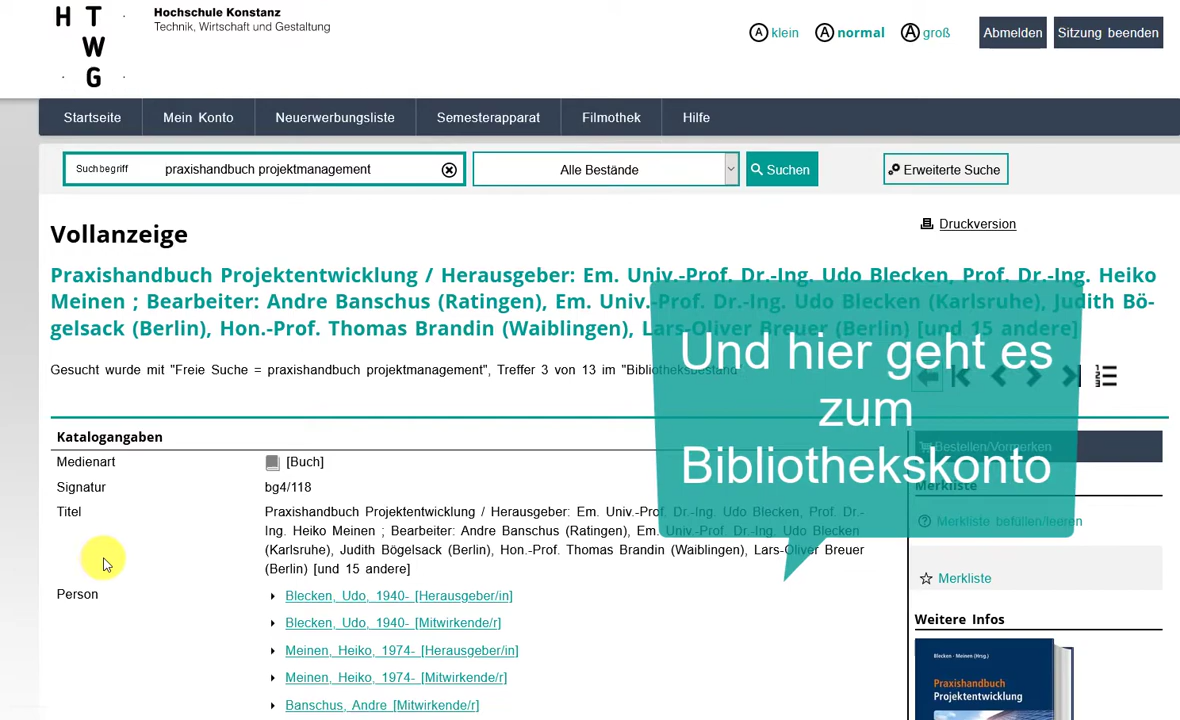 H T
W
G
Hochschule Konstanz
Technik, Wirtschaft und Gestaltung
A klein A normal A groß
Abmelden Sitzung beenden
Startseite Mein Konto Neuerwerbungsliste Semesterapparat Filmothek Hilfe
Suchbegriff praxishandbuch projektmanagement Alle Bestände Suchen Erweiterte Suche
Vollanzeige
Druckversion
Praxishandbuch Projektentwicklung / Herausgeber: Em. Univ.-Prof. Dr.-Ing. Udo Blecken, Prof. Dr.-Ing. Heiko
Meinen ; Bearbeiter: Andre Banschus (Ratingen), Em. Univ.-Prof. Dr.-Ing. Udo Blecken (Karlsruhe), Judith Bö-
gelsack (Berlin), Hon.-Prof. Thomas Brandin (Waiblingen), Lars-Oliver Breuer (Berlin) [und 15 andere]
Gesucht wurde mit "Freie Suche = praxishandbuch projektmanagement", Treffer 3 von 13 im "Bibliotheksbestand
Und hier geht es
zum
Bibliothekskonto
Katalogangaben
Medienart [Buch]
Signatur bg4/118
Titel Praxishandbuch Projektentwicklung / Herausgeber: Em. Univ.-Prof. Dr.-Ing. Udo Blecken, Prof. Dr.-
Ing. Heiko Meinen ; Bearbeiter: Andre Banschus (Ratingen), Em. Univ.-Prof. Dr.-Ing. Udo Blecken
(Karlsruhe), Judith Bögelsack (Berlin), Hon.-Prof. Thomas Brandin (Waiblingen), Lars-Oliver Breuer
(Berlin) [und 15 andere]
Person Blecken, Udo, 1940- [Herausgeber/in]
Blecken, Udo, 1940- [Mitwirkende/r]
Meinen, Heiko, 1974- [Herausgeber/in]
Meinen, Heiko, 1974- [Mitwirkende/r]
Banschus, Andre [Mitwirkende/r]
Bestellen/Vormerken
Merkliste
Merkliste befüllen/leeren
Merkliste
Weitere Infos
Blecken · Meinen (Hrsg.)
Praxishandbuch
Projektentwicklung